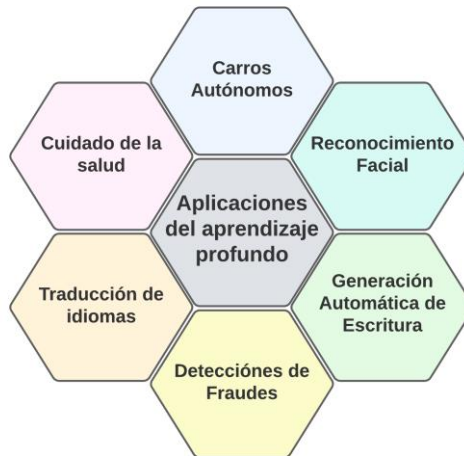 Carros
Autónomos
Cuidado de la
salud
Reconocimiento
Facial
Aplicaciones
del aprendizaje
profundo
Traducción de
idiomas
Generación
Automática de
Escritura
Detecciónes de
Fraudes